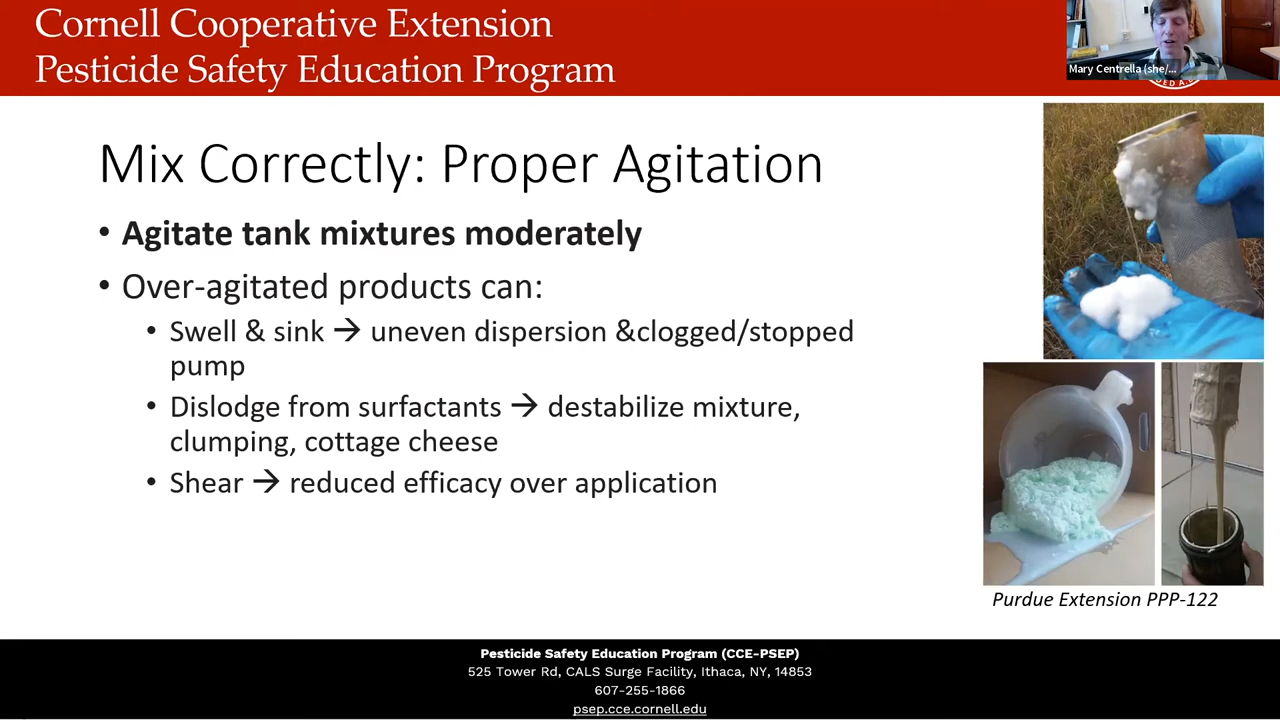 Cornell Cooperative Extension
Pesticide Safety Education Program
Mary Centrella (she/...
Mix Correctly: Proper Agitation
• Agitate tank mixtures moderately
• Over-agitated products can:
• Swell & sink → uneven dispersion &clogged/stopped
pump
• Dislodge from surfactants → destabilize mixture,
clumping, cottage cheese
• Shear → reduced efficacy over application
Purdue Extension PPP-122
Pesticide Safety Education Program (CCE-PSEP)
525 Tower Rd, CALS Surge Facility, Ithaca, NY, 14853
607-255-1866
psep.cce.cornell.edu